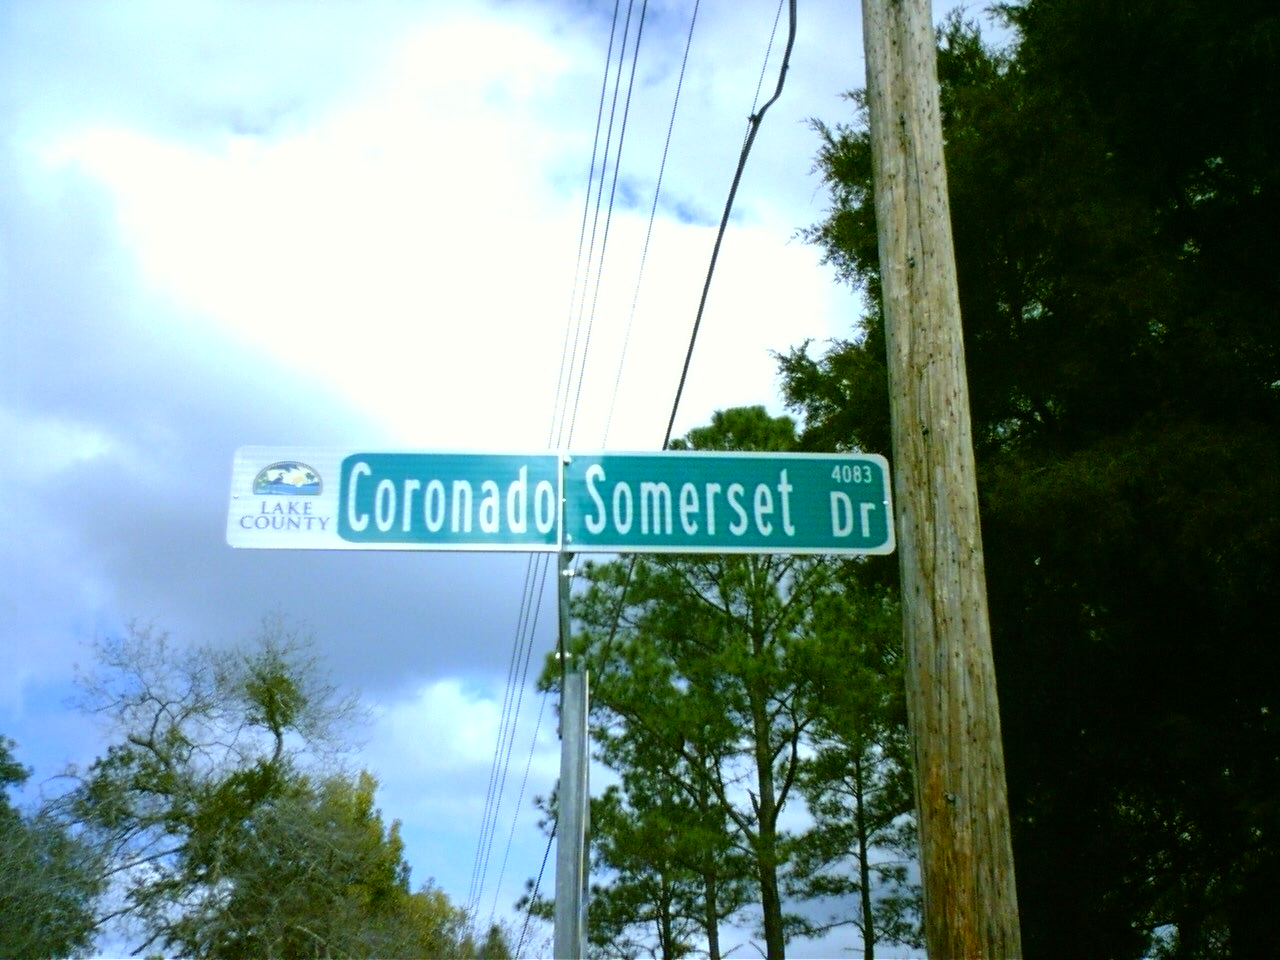 LAKE
COUNTY
Coronado Somerset Dr
4083